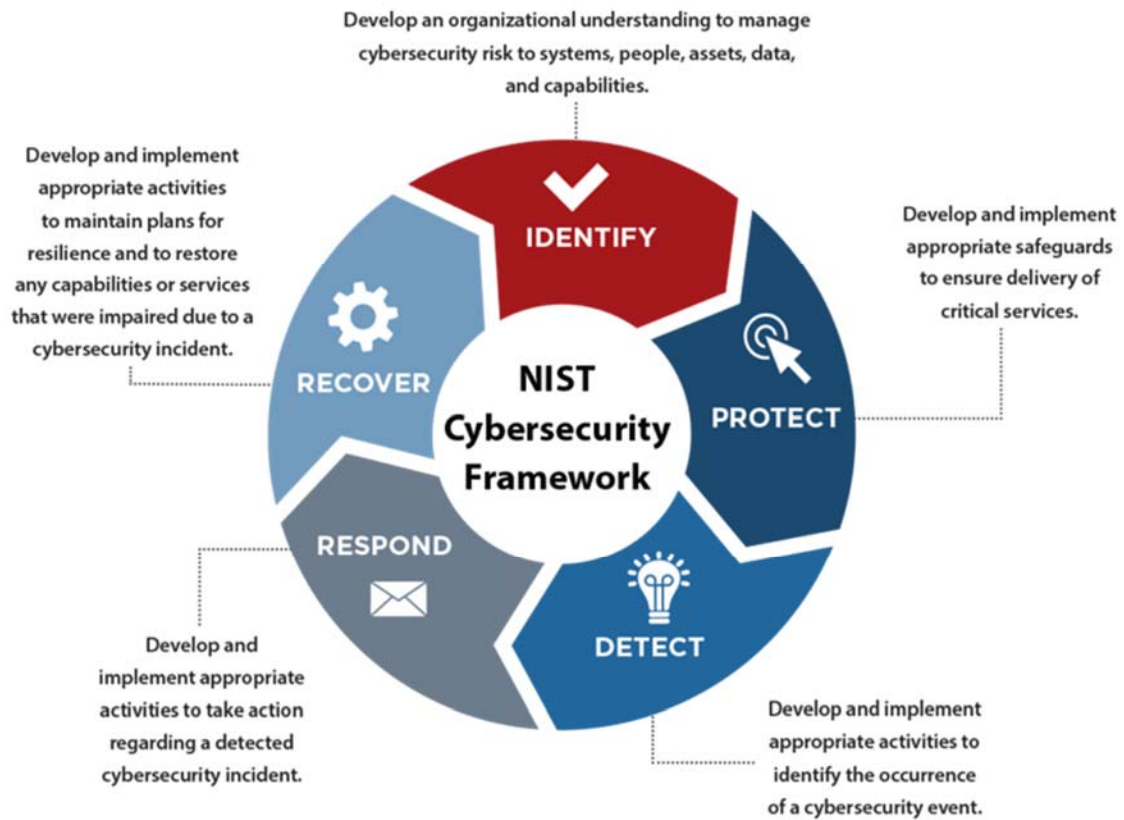 Develop an organizational understanding to manage
cybersecurity risk to systems, people, assets, data,
and capabilities.
IDENTIFY
Develop and implement
appropriate safeguards
to ensure delivery of
critical services.
PROTECT
Develop and implement
appropriate activities to
identify the occurrence
of a cybersecurity event.
DETECT
Develop and
implement appropriate
activities to take action
regarding a detected
cybersecurity incident.
RESPOND
Develop and implement
appropriate activities
to maintain plans for
resilience and to restore
any capabilities or services
that were impaired due to a
cybersecurity incident.
RECOVER
NIST
Cybersecurity
Framework